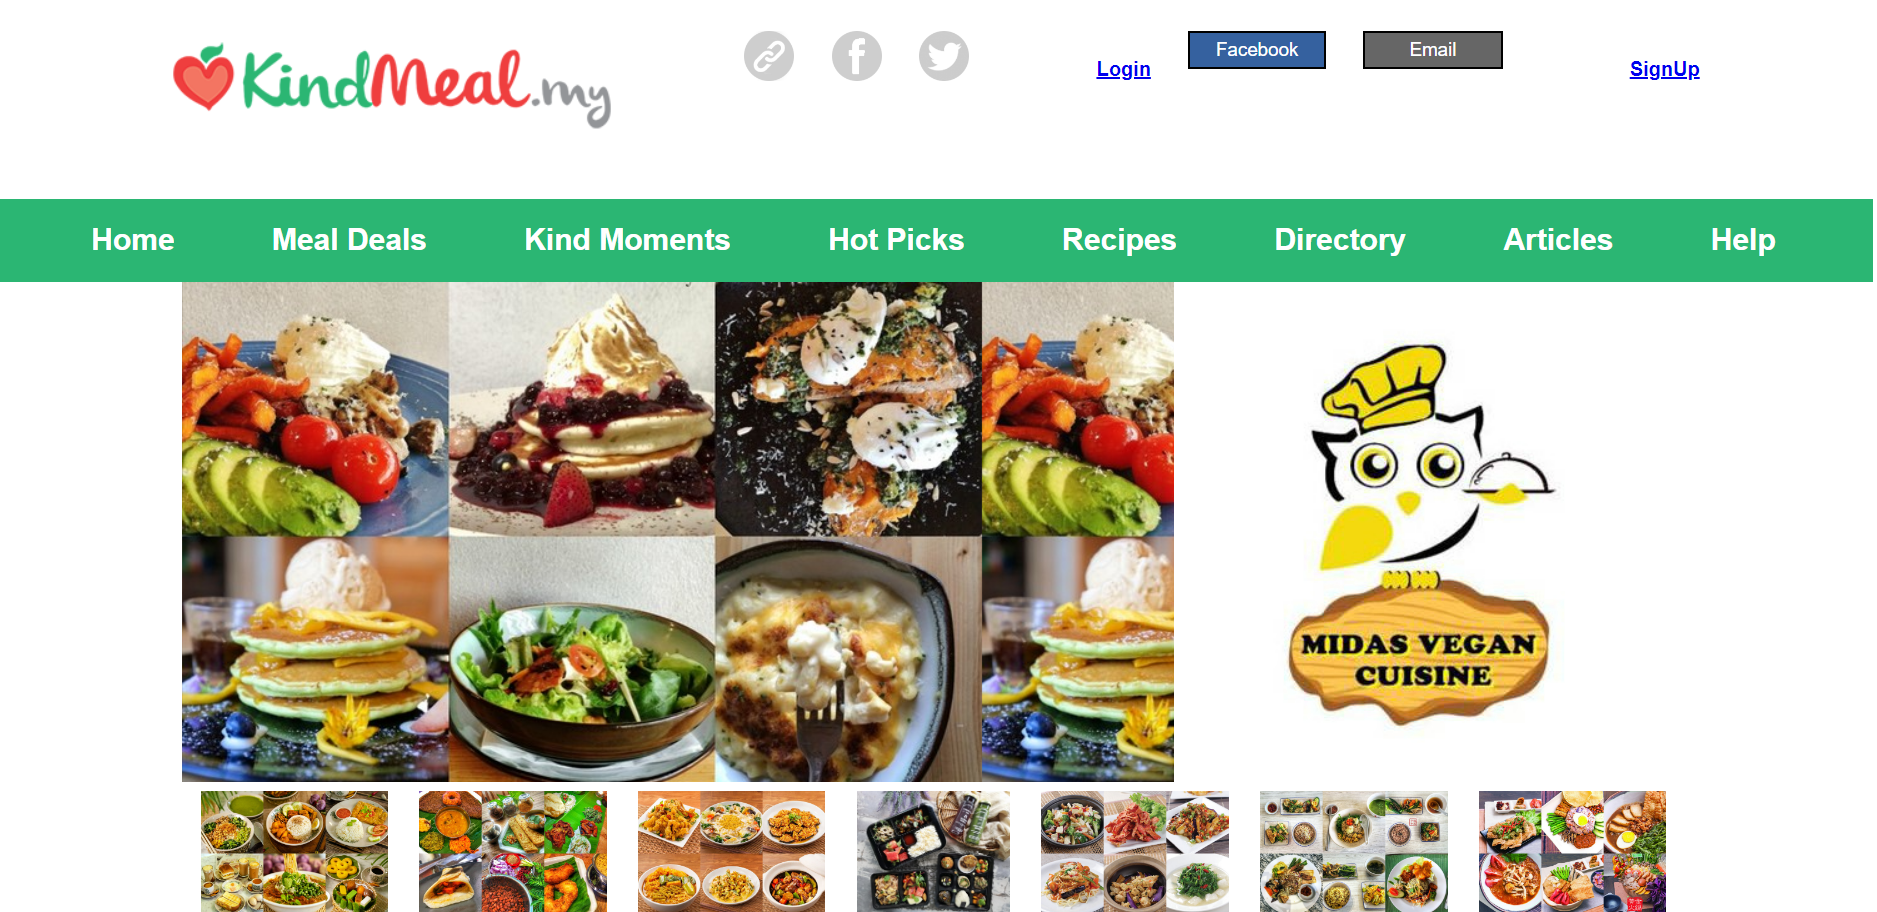 KindMeal.my
Login
Facebook
Email
SignUp
Home
Meal Deals
Kind Moments
Hot Picks
Recipes
Directory
Articles
Help
MIDAS VEGAN
CUISINE